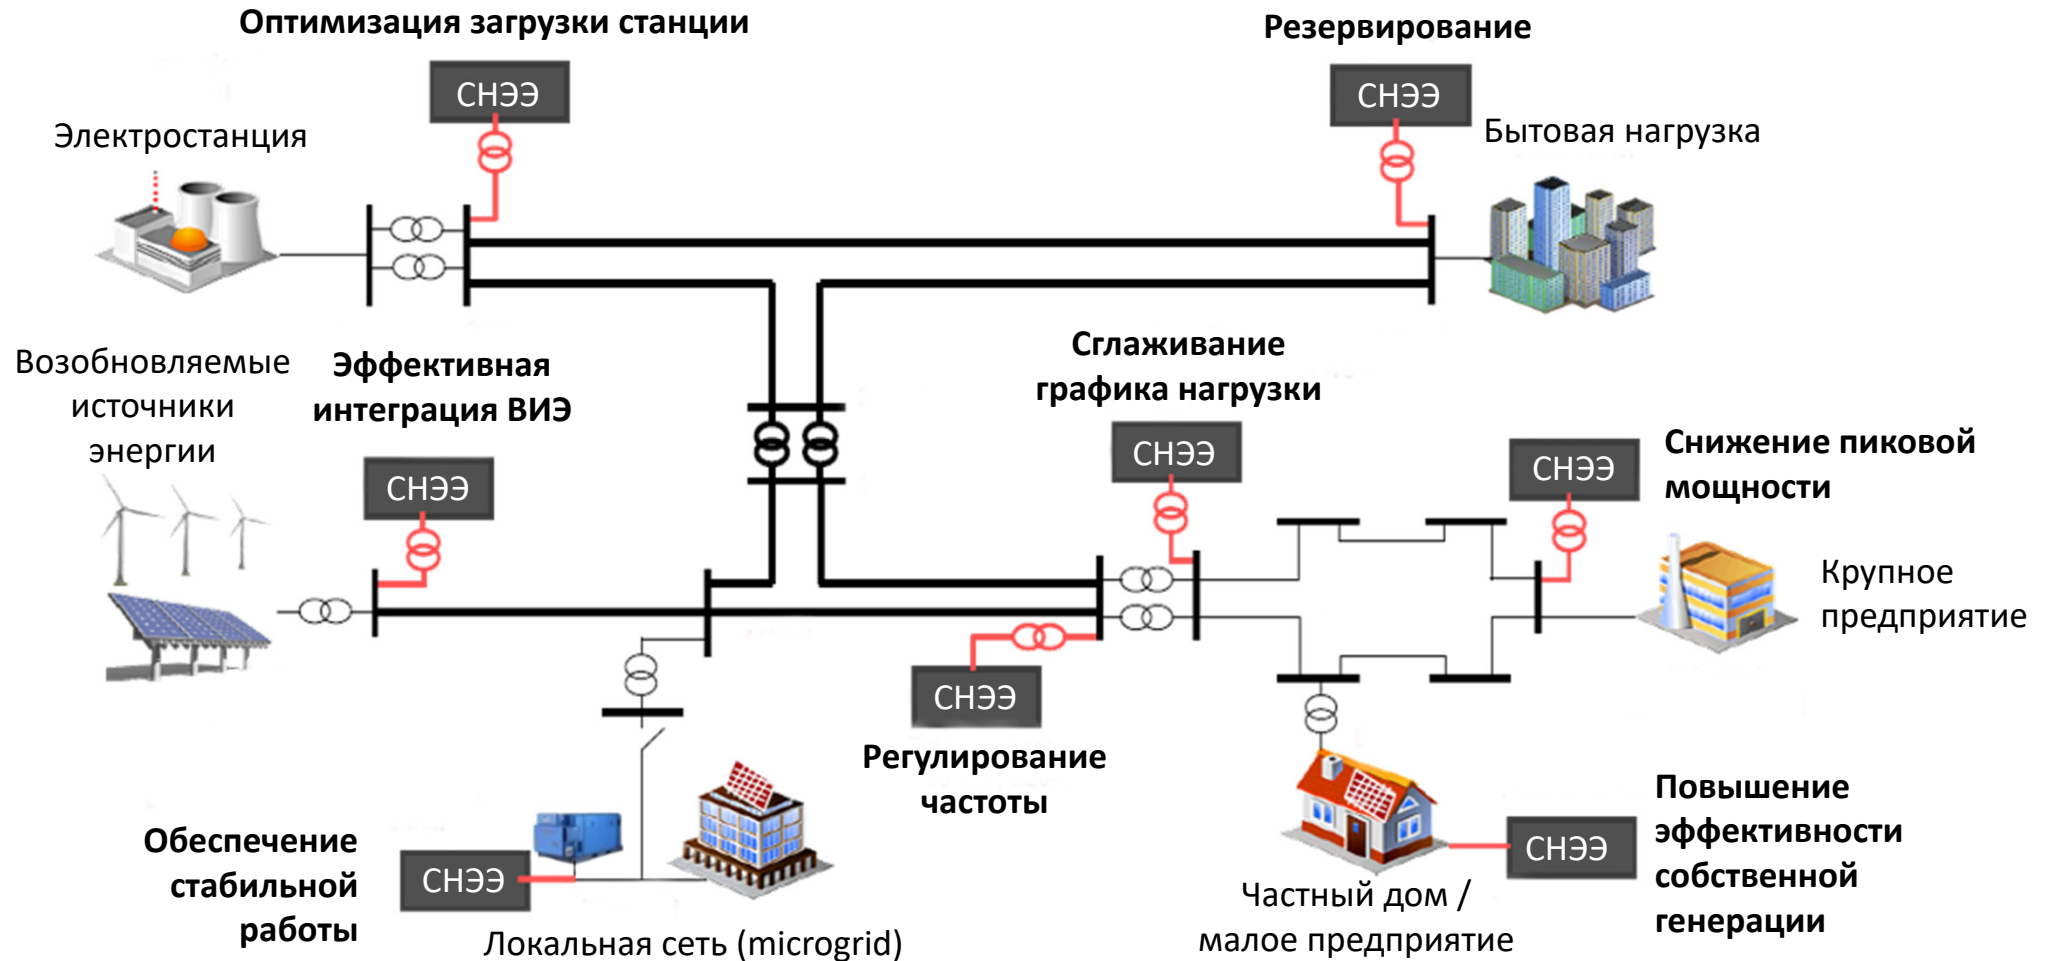 Оптимизация загрузки станции
Резервирование
СНЭЭ
СНЭЭ
Электростанция
Бытовая нагрузка
Возобновляемые
источники
энергии
Эффективная
интеграция ВИЭ
СНЭЭ
Сглаживание
графика нагрузки
СНЭЭ
СНЭЭ
Снижение пиковой
мощности
Крупное
предприятие
СНЭЭ
Регулирование
частоты
Обеспечение
стабильной
работы
СНЭЭ
Локальная сеть (microgrid)
Частный дом /
малое предприятие
СНЭЭ
Повышение
эффективности
собственной
генерации